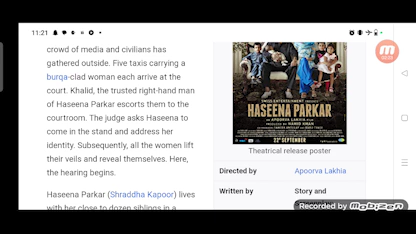 11:21
crowd of media and civilians has
gathered outside. Five taxis carrying a
burqa-clad woman each arrive at the
court. Khalid, the trusted right-hand man
of Haseena Parkar escorts them to the
courtroom. The judge asks Haseena to
come in the stand and address her
identity. Subsequently, all the women lift
their veils and reveal themselves. Here,
the hearing begins.
Haseena Parkar (Shraddha Kapoor) lives
with her close to dozen siblings in a
HASEENA PARKAR
22nd SEPTEMBER
Theatrical release poster
Directed by
Apoorva Lakhia
Written by
Story and
Recorded by
MOBIZEN